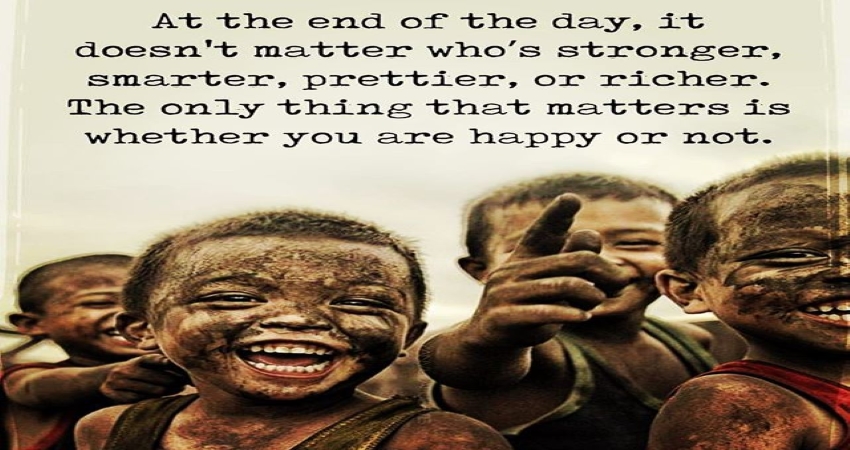 At the end of the day, it
doesn't matter who's stronger,
smarter, prettier, or richer.
The only thing that matters is
whether you are happy or not.